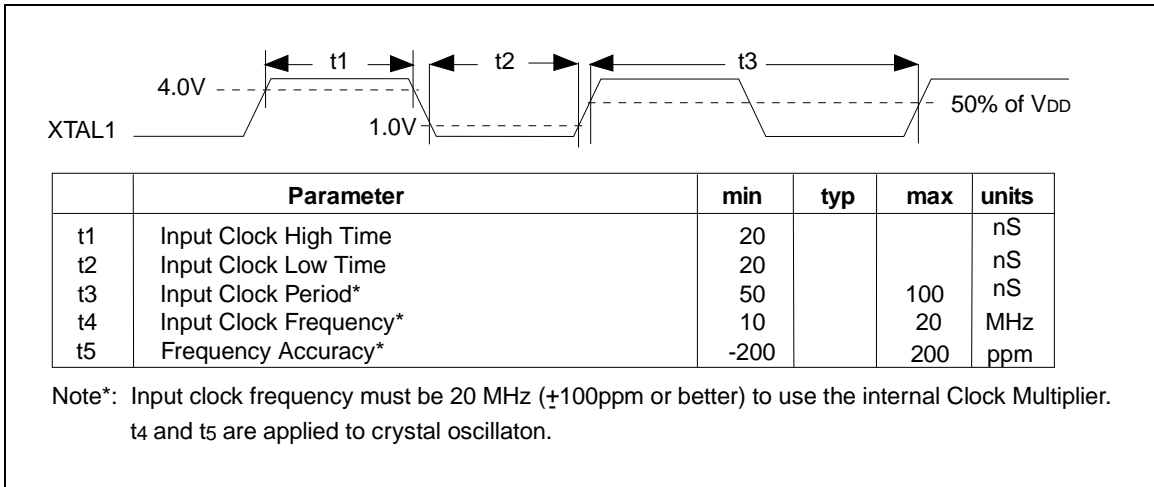 t1 t2 t3
4.0V
50% of VDD
XTAL1 1.0V
Parameter min typ max units
t1 Input Clock High Time 20 nS
t2 Input Clock Low Time 20 nS
t3 Input Clock Period* 50 100 nS
t4 Input Clock Frequency* 10 20 MHz
t5 Frequency Accuracy* -200 200 ppm
Note*: Input clock frequency must be 20 MHz (±100ppm or better) to use the internal Clock Multiplier.
t4 and t5 are applied to crystal oscillaton.